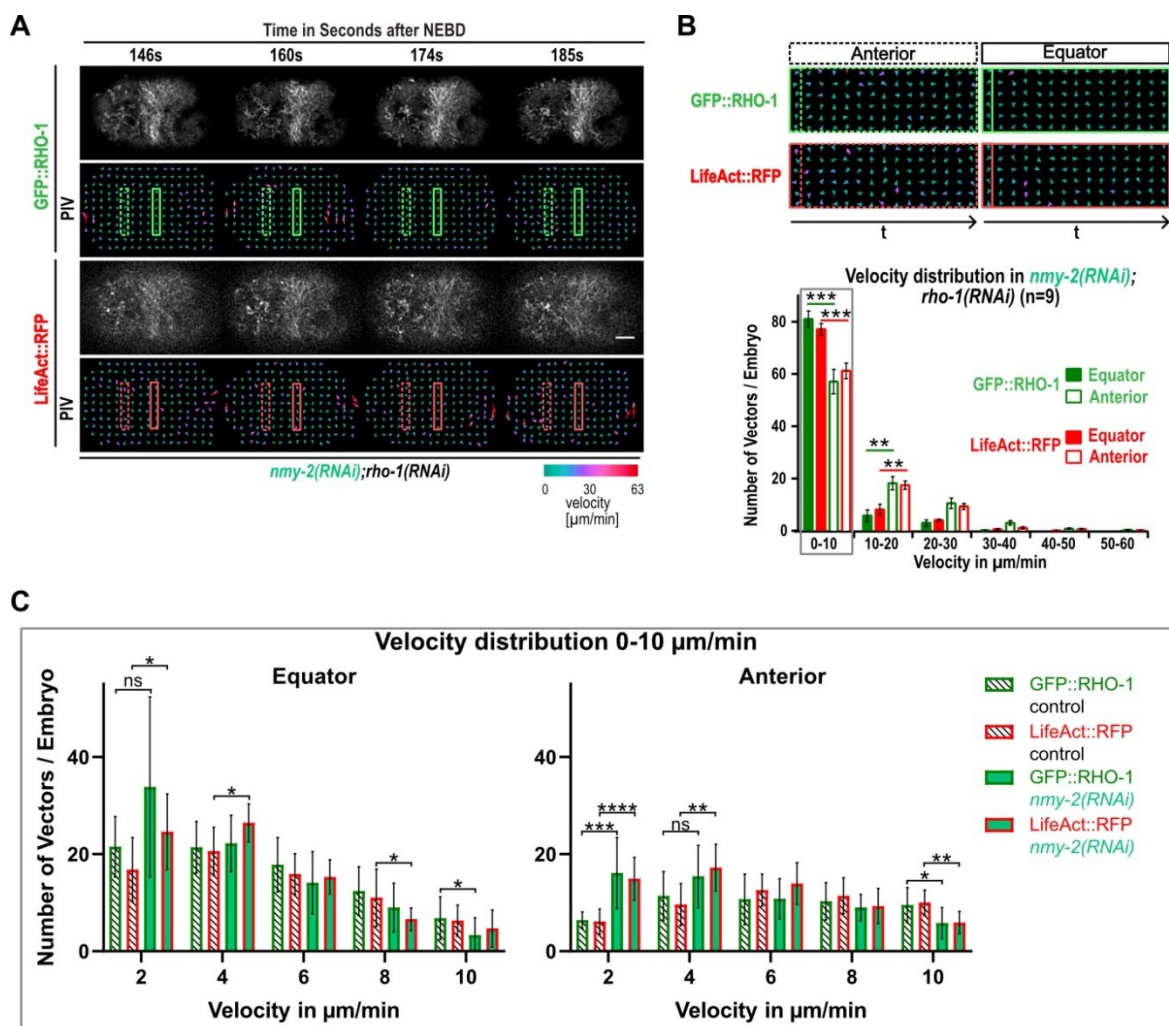 A
Time in Seconds after NEBD
146s 160s 174s 185s
GFP::RHO-1
PIV
LifeAct::RFP
PIV
nmy-2(RNAi);rho-1(RNAi)
0 30 63
velocity
[µm/min]
B
Anterior Equator
GFP::RHO-1
LifeAct::RFP
t t
Velocity distribution in nmy-2(RNAi);
rho-1(RNAi) (n=9)
Number of Vectors / Embryo
80
60
40
20
0
***
***
**
**
GFP::RHO-1
Equator
Anterior
LifeAct::RFP
Equator
Anterior
0-10 10-20 20-30 30-40 40-50 50-60
Velocity in µm/min
C
Velocity distribution 0-10 µm/min
Equator Anterior
Number of Vectors / Embryo
40
20
0
ns
*
*
*
*
2 4 6 8 10
Velocity in µm/min
40
20
0
***
****
ns
**
*
**
2 4 6 8 10
Velocity in µm/min
GFP::RHO-1
control
LifeAct::RFP
control
GFP::RHO-1
nmy-2(RNAi)
LifeAct::RFP
nmy-2(RNAi)